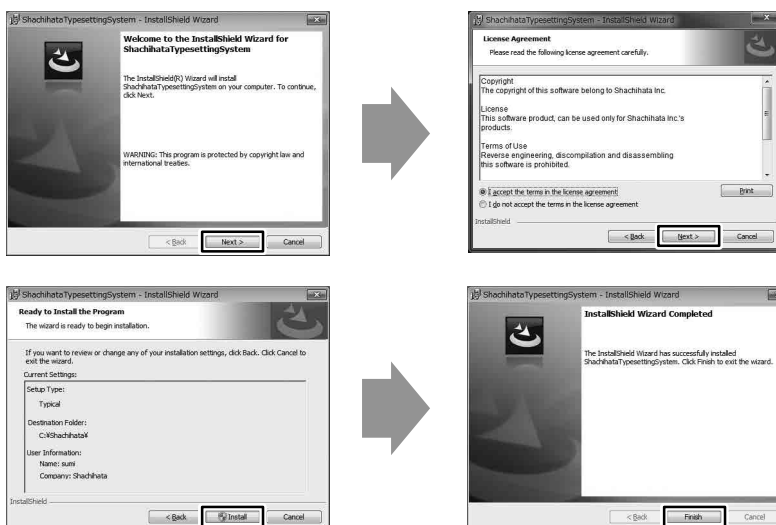 ShachihataTypesettingSystem - InstallShield Wizard
Welcome to the InstallShield Wizard for
ShachihataTypesettingSystem
The InstallShield(R) Wizard will install
ShachihataTypesettingSystem on your computer. To continue,
click Next.
WARNING: This program is protected by copyright law and
international treaties.
< Back
Next >
Cancel
ShachihataTypesettingSystem - InstallShield Wizard
License Agreement
Please read the following license agreement carefully.
Copyright
The copyright of this software belong to Shachihata Inc.
License
This software product, can be used only for Shachihata Inc.'s
products.
Terms of Use
Reverse engineering, discompilation and disassembling
this software is prohibited.
I accept the terms in the license agreement
Print
I do not accept the terms in the license agreement
InstallShield
< Back
Next >
Cancel
ShachihataTypesettingSystem - InstallShield Wizard
Ready to Install the Program
The wizard is ready to begin installation.
If you want to review or change any of your installation settings, click Back. Click Cancel to
exit the wizard.
Current Settings:
Setup Type:
Typical
Destination Folder:
C:¥Shachihata¥
User Information:
Name: sumi
Company: Shachihata
InstallShield
< Back
Install
Cancel
ShachihataTypesettingSystem - InstallShield Wizard
InstallShield Wizard Completed
The InstallShield Wizard has successfully installed
ShachihataTypesettingSystem. Click Finish to exit the wizard.
< Back
Finish
Cancel